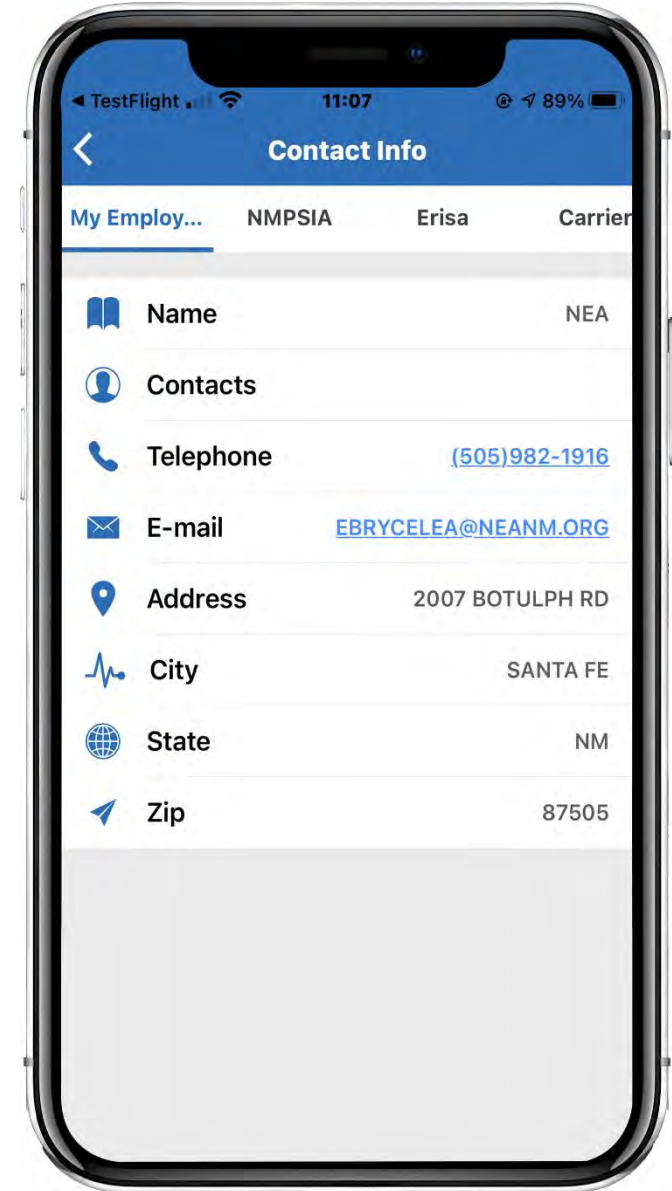 ◀ TestFlight 11:07 89%
Contact Info
My Employ... NMPSIA Erisa Carrier
Name NEA
Contacts
Telephone (505)982-1916
E-mail EBRYCELEA@NEANM.ORG
Address 2007 BOTULPH RD
City SANTA FE
State NM
Zip 87505